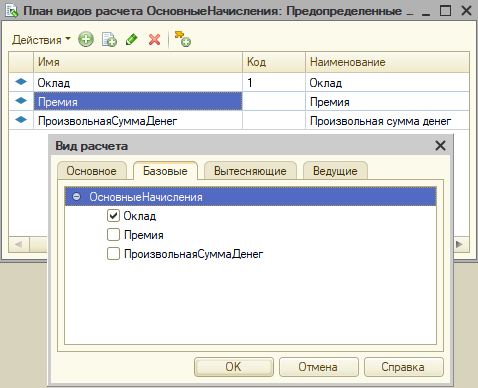 План видов расчета ОсновныеНачисления: Предопределенные ...
Действия
Имя Код Наименование
Оклад 1 Оклад
Премия Премия
ПроизвольнаяСуммаДенег Произвольная сумма денег
Вид расчета
Основное Базовые Вытесняющие Ведущие
ОсновныеНачисления
Оклад
Премия
ПроизвольнаяСуммаДенег
OK Отмена Справка